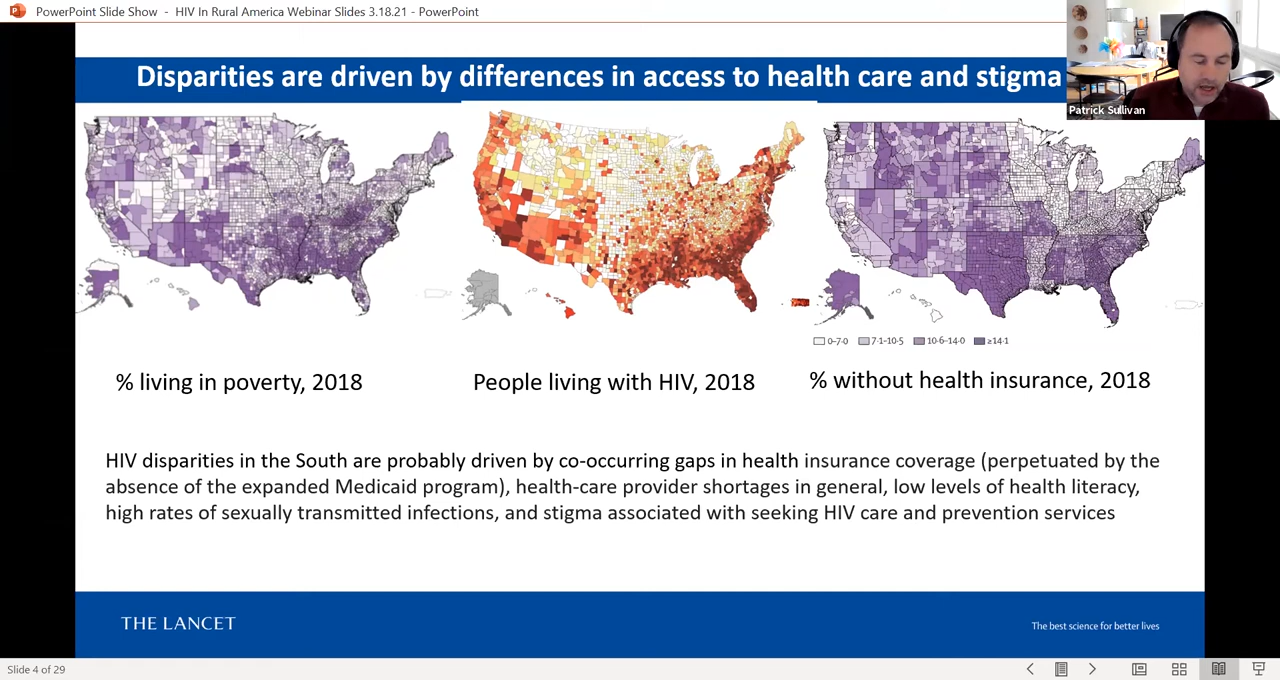 PowerPoint Slide Show - HIV In Rural America Webinar Slides 3.18.21 - PowerPoint
Disparities are driven by differences in access to health care and stigma
Patrick Sullivan
0–7·0 7·1–10·5 10·6–14·0 ≥14·1
% living in poverty, 2018
People living with HIV, 2018
% without health insurance, 2018
HIV disparities in the South are probably driven by co-occurring gaps in health insurance coverage (perpetuated by the
absence of the expanded Medicaid program), health-care provider shortages in general, low levels of health literacy,
high rates of sexually transmitted infections, and stigma associated with seeking HIV care and prevention services
THE LANCET
The best science for better lives
Slide 4 of 29